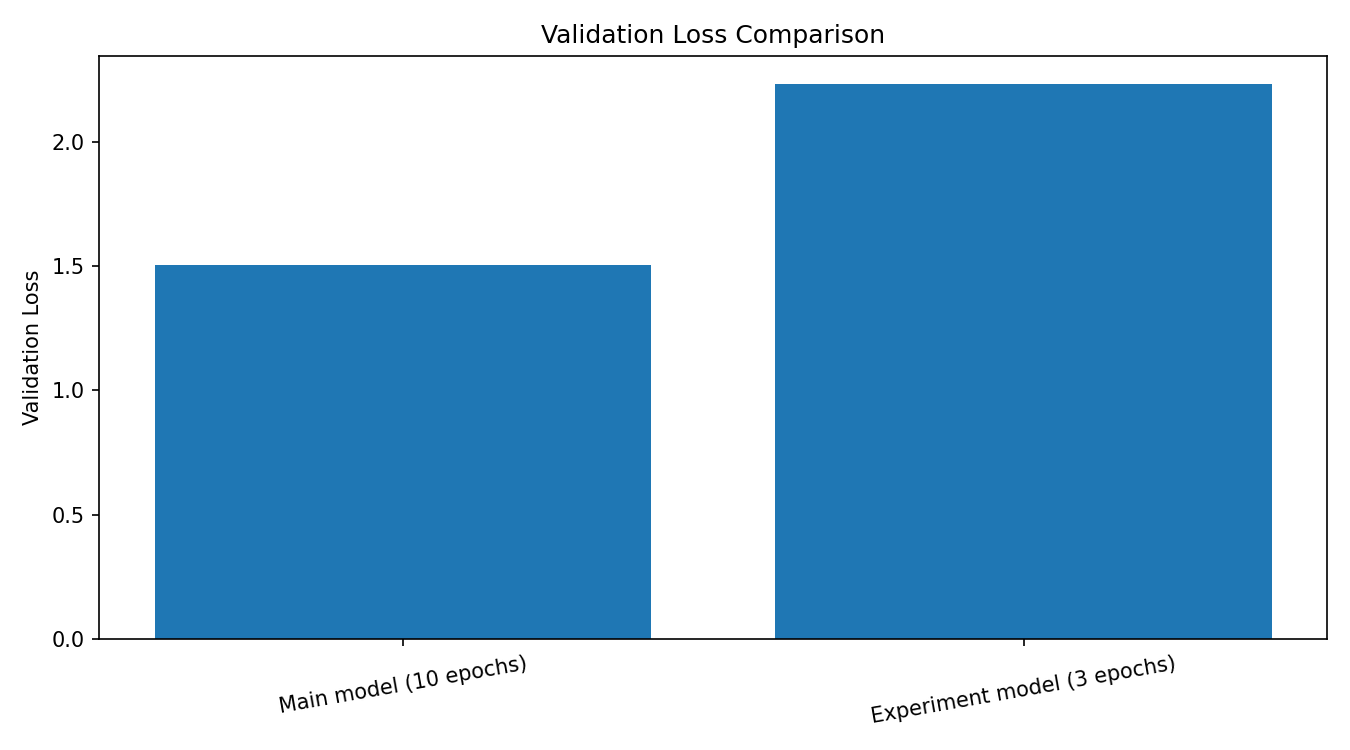 Validation Loss Comparison
Validation Loss
2.0
1.5
1.0
0.5
0.0
Main model (10 epochs)
Experiment model (3 epochs)